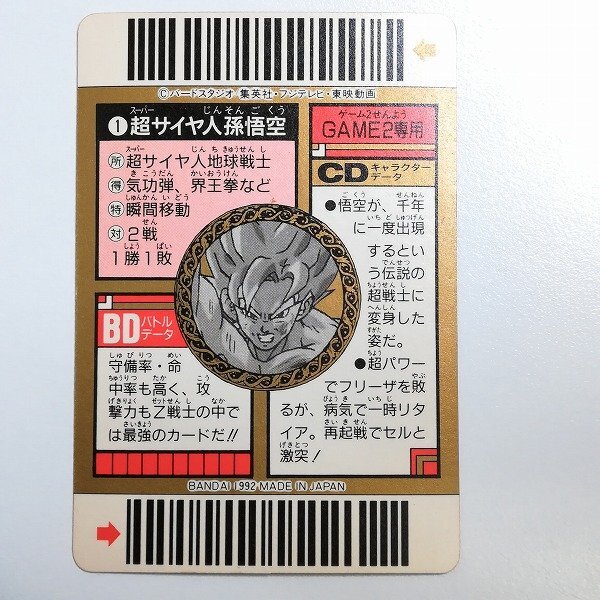 ©バードスタジオ 集英社・フジテレビ・東映動画
スーパー じん そん ご くう
❶超サイヤ人孫悟空
スーパー じん ち きゅうせん し
所 超サイヤ人地球戦士
き こうだん かいおうけん
得 気功弾、界王拳など
しゅんかん い どう
特 瞬間移動
せん
対 2戦
しょう ぱい
1勝1敗
BD バトル
データ
しゅ び りつ めい
守備率・命
ちゅうりつ たか こう
中率も高く、攻
げきりょく ゼットせん し なか
撃力もZ戦士の中で
さいきょう
は最強のカードだ!!
ゲーム2せんよう
GAME2専用
CD キャラクター
データ
ご くう せんねん
●悟空が、千年
いち ど しゅつげん
に一度出現
するとい
でんせつ
う伝説の
ちょうせん し
超戦士に
へんしん
変身した
すがた
姿だ。
ちょう
●超パワー
やぶ
でフリーザを敗
びょう き いち じ
るが、病気で一時リタ
さい き せん
イア。再起戦でセルと
げきとつ
激突!
BANDAI 1992 MADE IN JAPAN